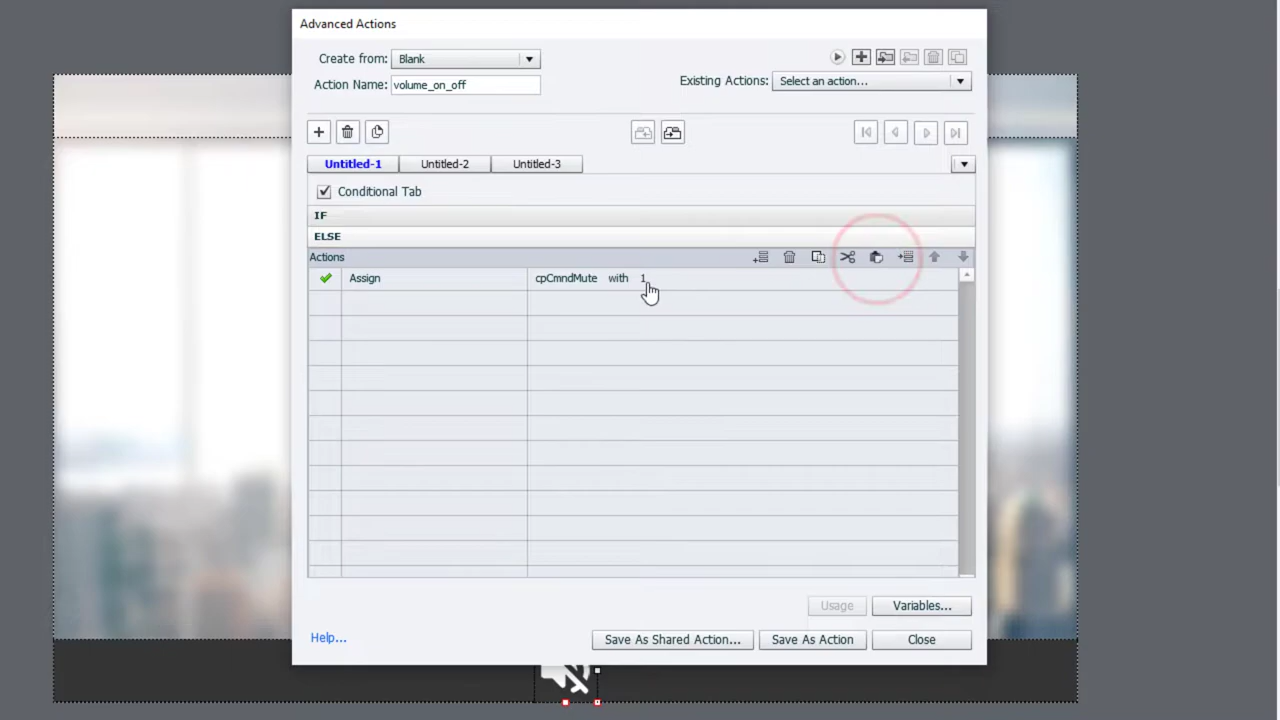 Advanced Actions
Create from: Blank
Action Name: volume_on_off
Existing Actions: Select an action...
Untitled-1 Untitled-2 Untitled-3
Conditional Tab
IF
ELSE
Actions
Assign cpCmndMute with 1
Usage Variables...
Help...
Save As Shared Action... Save As Action Close